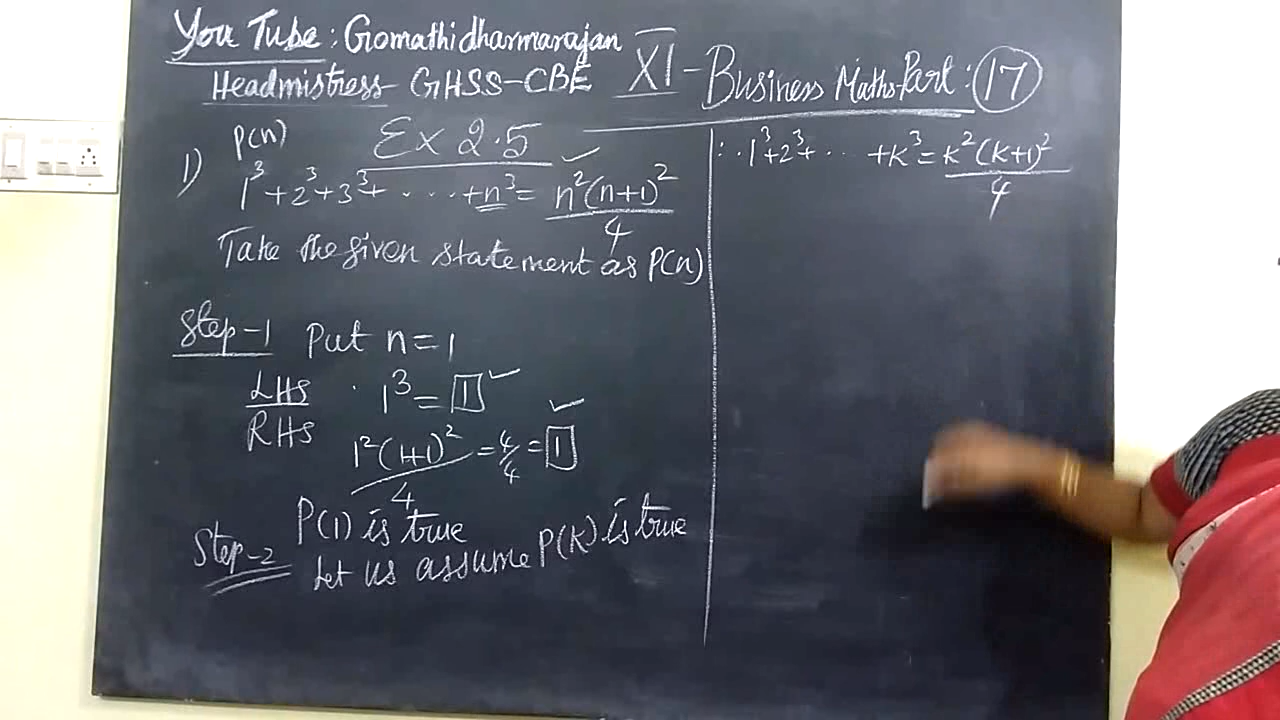 You Tube : Gomathidharmarajan
Headmistress - GHSS-CBE
XI - Business Maths-Part : 17
P(n) Ex 2.5
1) 1³+2³+3³+ . . . . +n³ = n²(n+1)²/4
Take the given statement as P(n)
Step-1 Put n=1
LHS 1³ = 1
RHS 1²(1+1)²/4 = 4/4 = 1
P(1) is true
Step-2 Let us assume P(K) is true
∴ 1³+2³+ . . . +K³ = K²(K+1)²/4